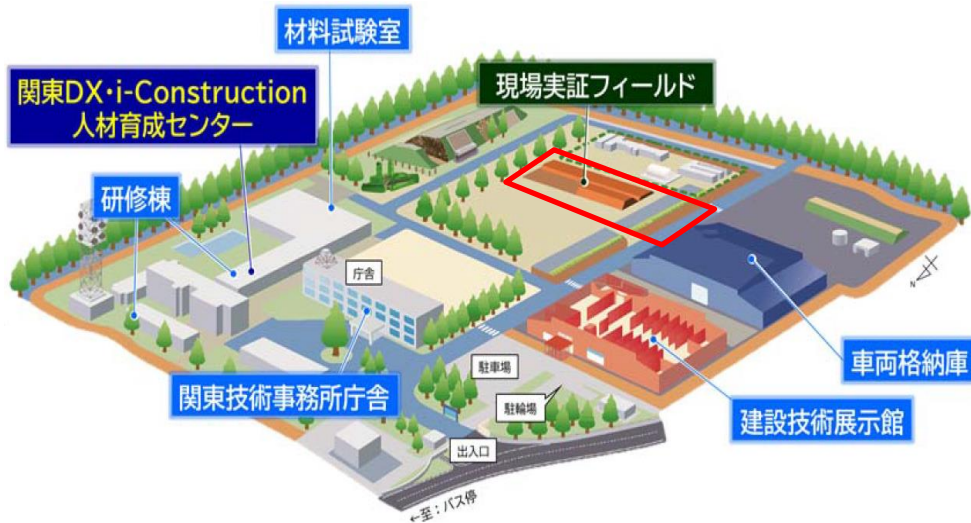 材料試験室
関東DX・i-Construction
人材育成センター
現場実証フィールド
研修棟
庁舎
関東技術事務所庁舎
駐車場
駐輪場
出入口
←至：バス停
車両格納庫
建設技術展示館
N